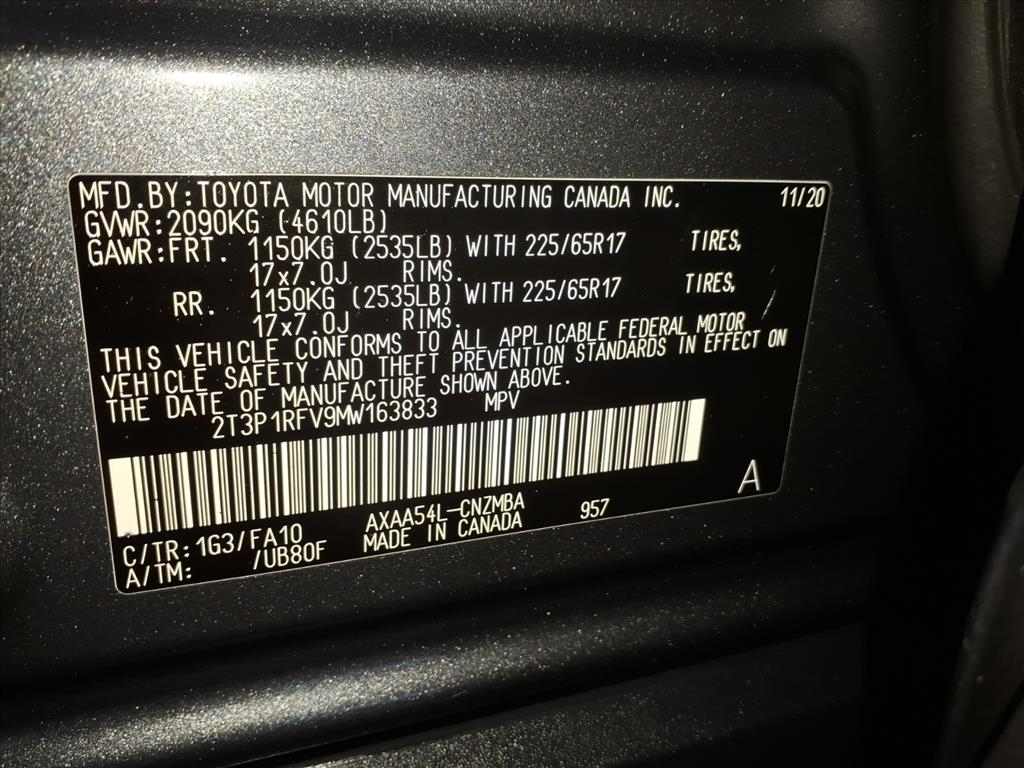 MFD.BY:TOYOTA MOTOR MANUFACTURING CANADA INC. 11/20
GVWR:2090KG (4610LB)
GAWR:FRT. 1150KG (2535LB) WITH 225/65R17 TIRES,
17x7.0J RIMS.
RR. 1150KG (2535LB) WITH 225/65R17 TIRES,
17x7.0J RIMS.
THIS VEHICLE CONFORMS TO ALL APPLICABLE FEDERAL MOTOR
VEHICLE SAFETY AND THEFT PREVENTION STANDARDS IN EFFECT ON
THE DATE OF MANUFACTURE SHOWN ABOVE.
2T3P1RFV9MW163833 MPV
A
C/TR:1G3/FA10 AXAA54L-CNZMBA 957
A/TM: /UB80F MADE IN CANADA